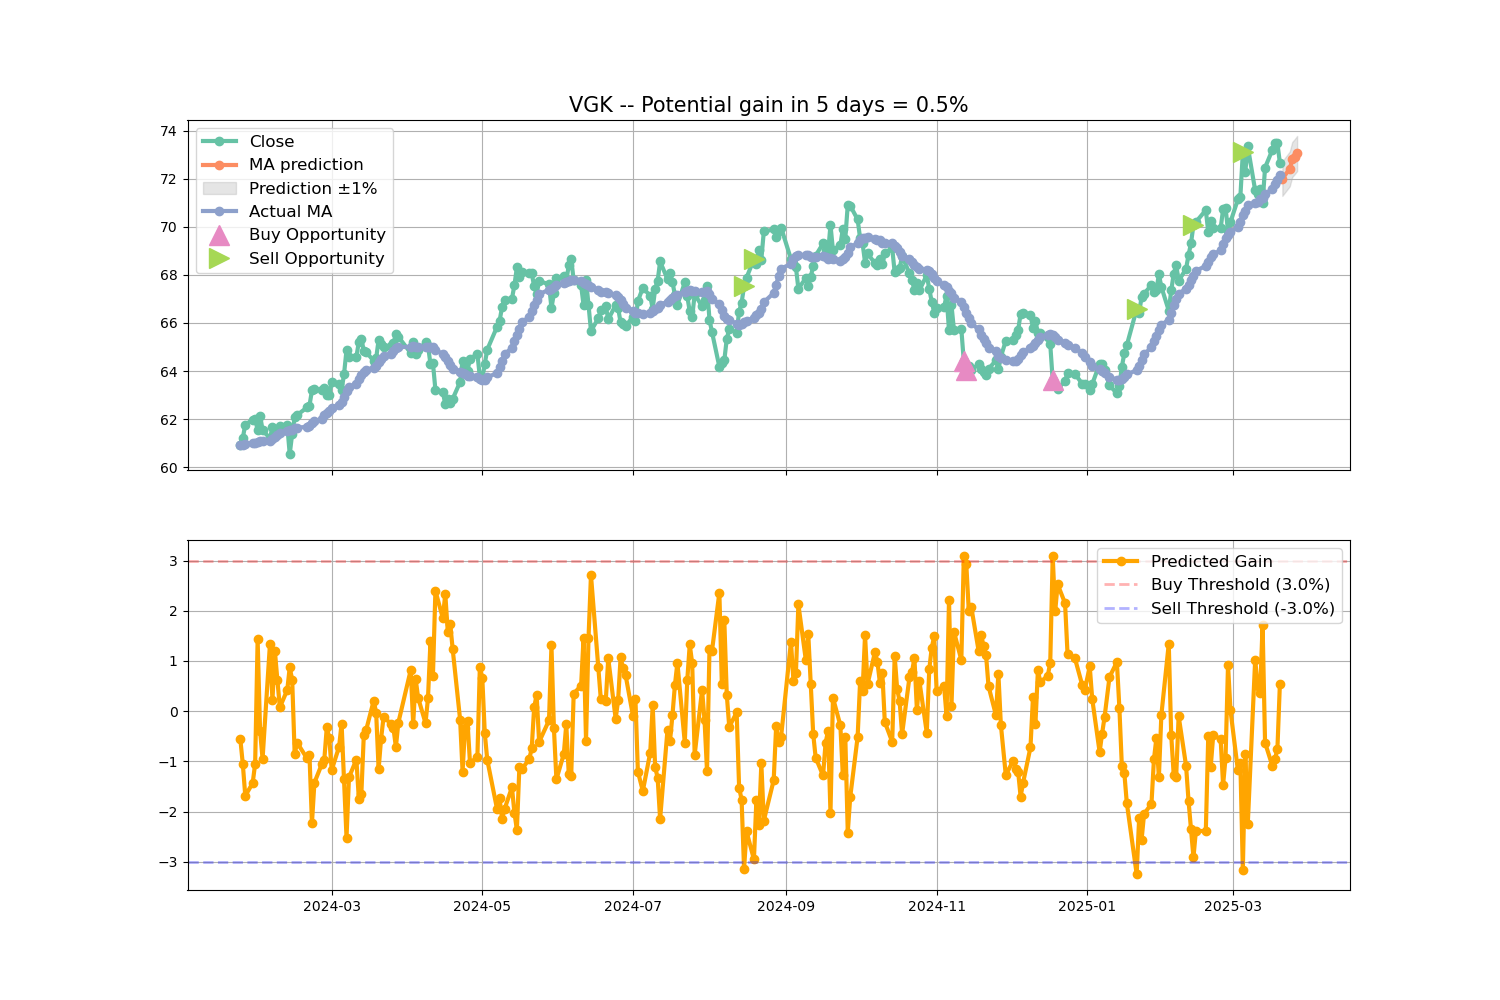 VGK -- Potential gain in 5 days = 0.5%
74
72
70
68
66
64
62
60
Close
MA prediction
Prediction ±1%
Actual MA
Buy Opportunity
Sell Opportunity
3
2
1
0
−1
−2
−3
Predicted Gain
Buy Threshold (3.0%)
Sell Threshold (-3.0%)
2024-03
2024-05
2024-07
2024-09
2024-11
2025-01
2025-03